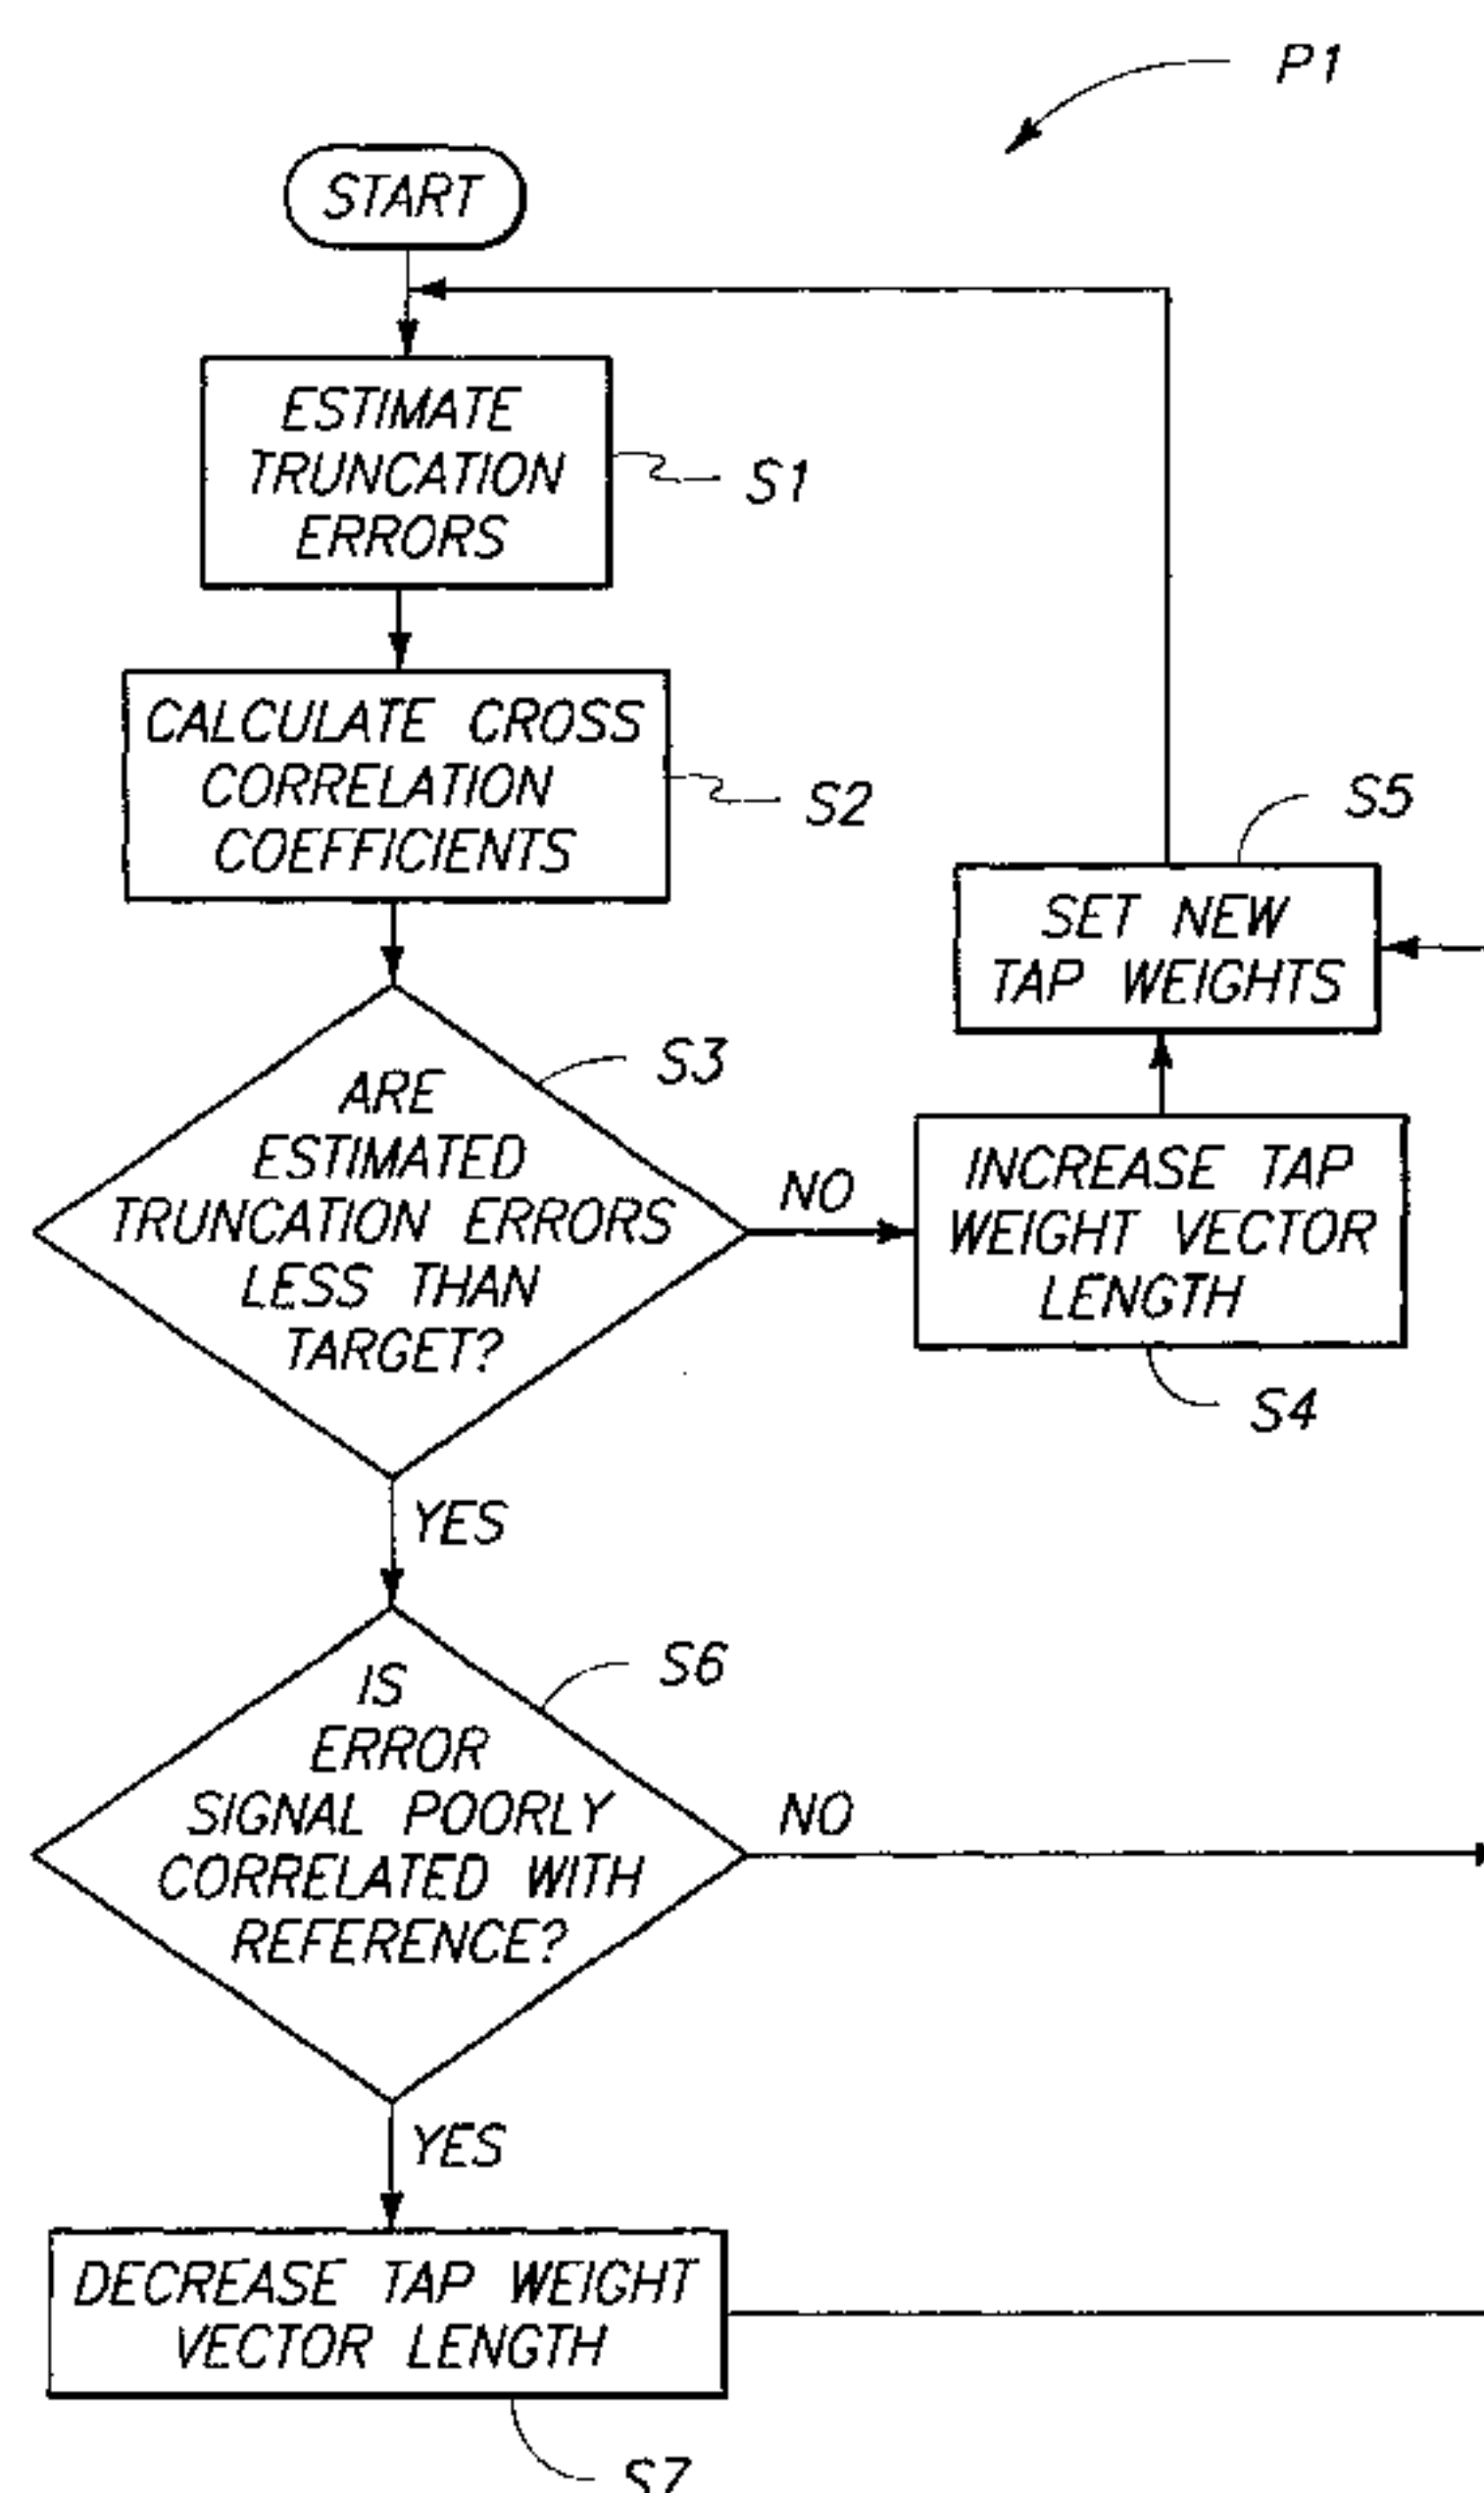 P1
START
ESTIMATE
TRUNCATION
ERRORS
S1
CALCULATE CROSS
CORRELATION
COEFFICIENTS
S2
S5
SET NEW
TAP WEIGHTS
S3
ARE
ESTIMATED
TRUNCATION ERRORS
LESS THAN
TARGET?
NO
INCREASE TAP
WEIGHT VECTOR
LENGTH
S4
YES
S6
IS
ERROR
SIGNAL POORLY
CORRELATED WITH
REFERENCE?
NO
YES
DECREASE TAP WEIGHT
VECTOR LENGTH
S7